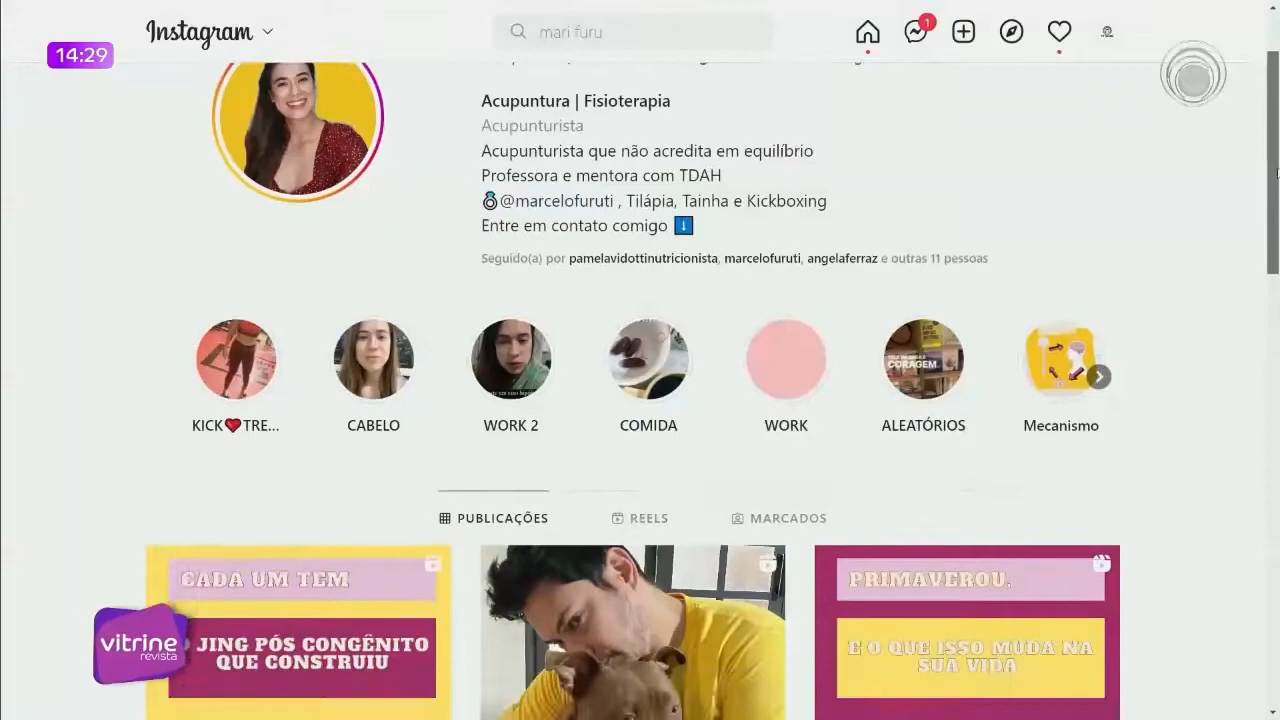 Instagram
mari furu
1
14:29
Acupuntura | Fisioterapia
Acupunturista
Acupunturista que não acredita em equilíbrio
Professora e mentora com TDAH
@marcelofuruti , Tilápia, Tainha e Kickboxing
Entre em contato comigo
Seguido(a) por pamelavidottinutricionista, marcelofuruti, angelaferraz e outras 11 pessoas
CORAGEM
KICK❤TRE...
CABELO
WORK 2
COMIDA
WORK
ALEATÓRIOS
Mecanismo
PUBLICAÇÕES
REELS
MARCADOS
CADA UM TEM
JING PÓS CONGÊNITO
QUE CONSTRUIU
PRIMAVEROU.
E O QUE ISSO MUDA NA
SUA VIDA
vitrine
revista